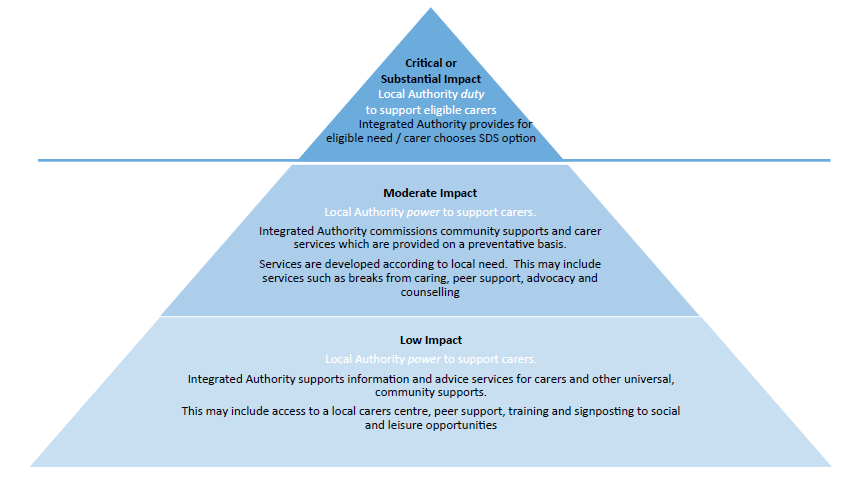 Critical or
Substantial Impact
Local Authority duty
to support eligible carers
Integrated Authority provides for
eligible need / carer chooses SDS option
Moderate Impact
Local Authority power to support carers.
Integrated Authority commissions community supports and carer
services which are provided on a preventative basis.
Services are developed according to local need.  This may include
services such as breaks from caring, peer support, advocacy and
counselling
Low Impact
Local Authority power to support carers.
Integrated Authority supports information and advice services for carers and other universal,
community supports.
This may include access to a local carers centre, peer support, training and signposting to social
and leisure opportunities